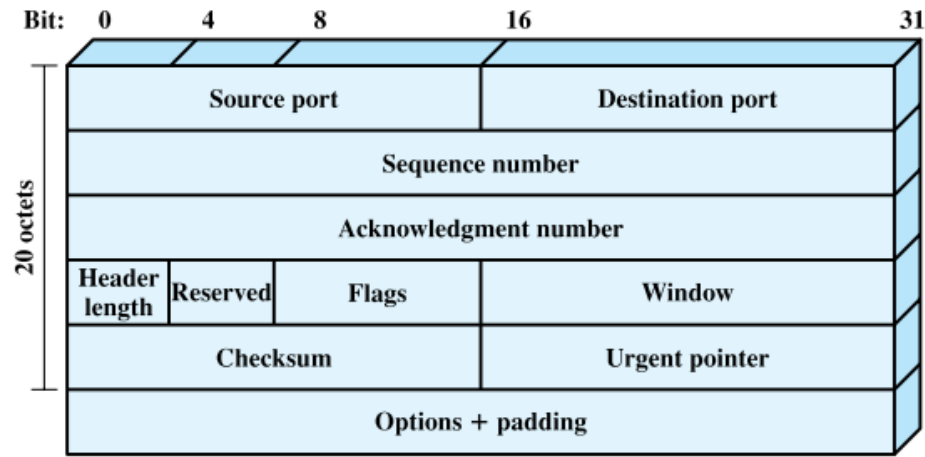 Bit: 0 4 8 16 31
Source port Destination port
Sequence number
Acknowledgment number
Header
length Reserved Flags Window
Checksum Urgent pointer
Options + padding
20 octets